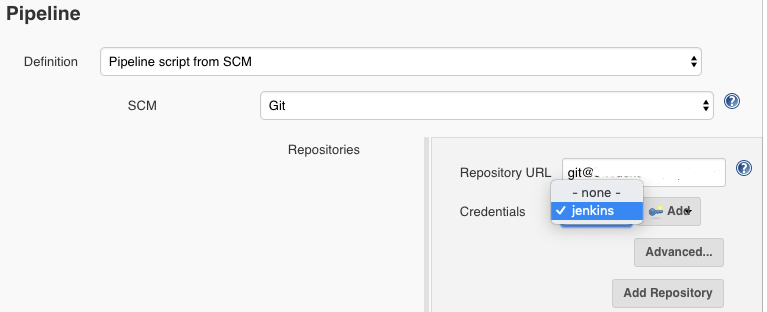 Pipeline
Definition
Pipeline script from SCM
SCM
Git
Repositories
Repository URL
git@
- none -
Credentials
✓ jenkins
Add
Advanced...
Add Repository